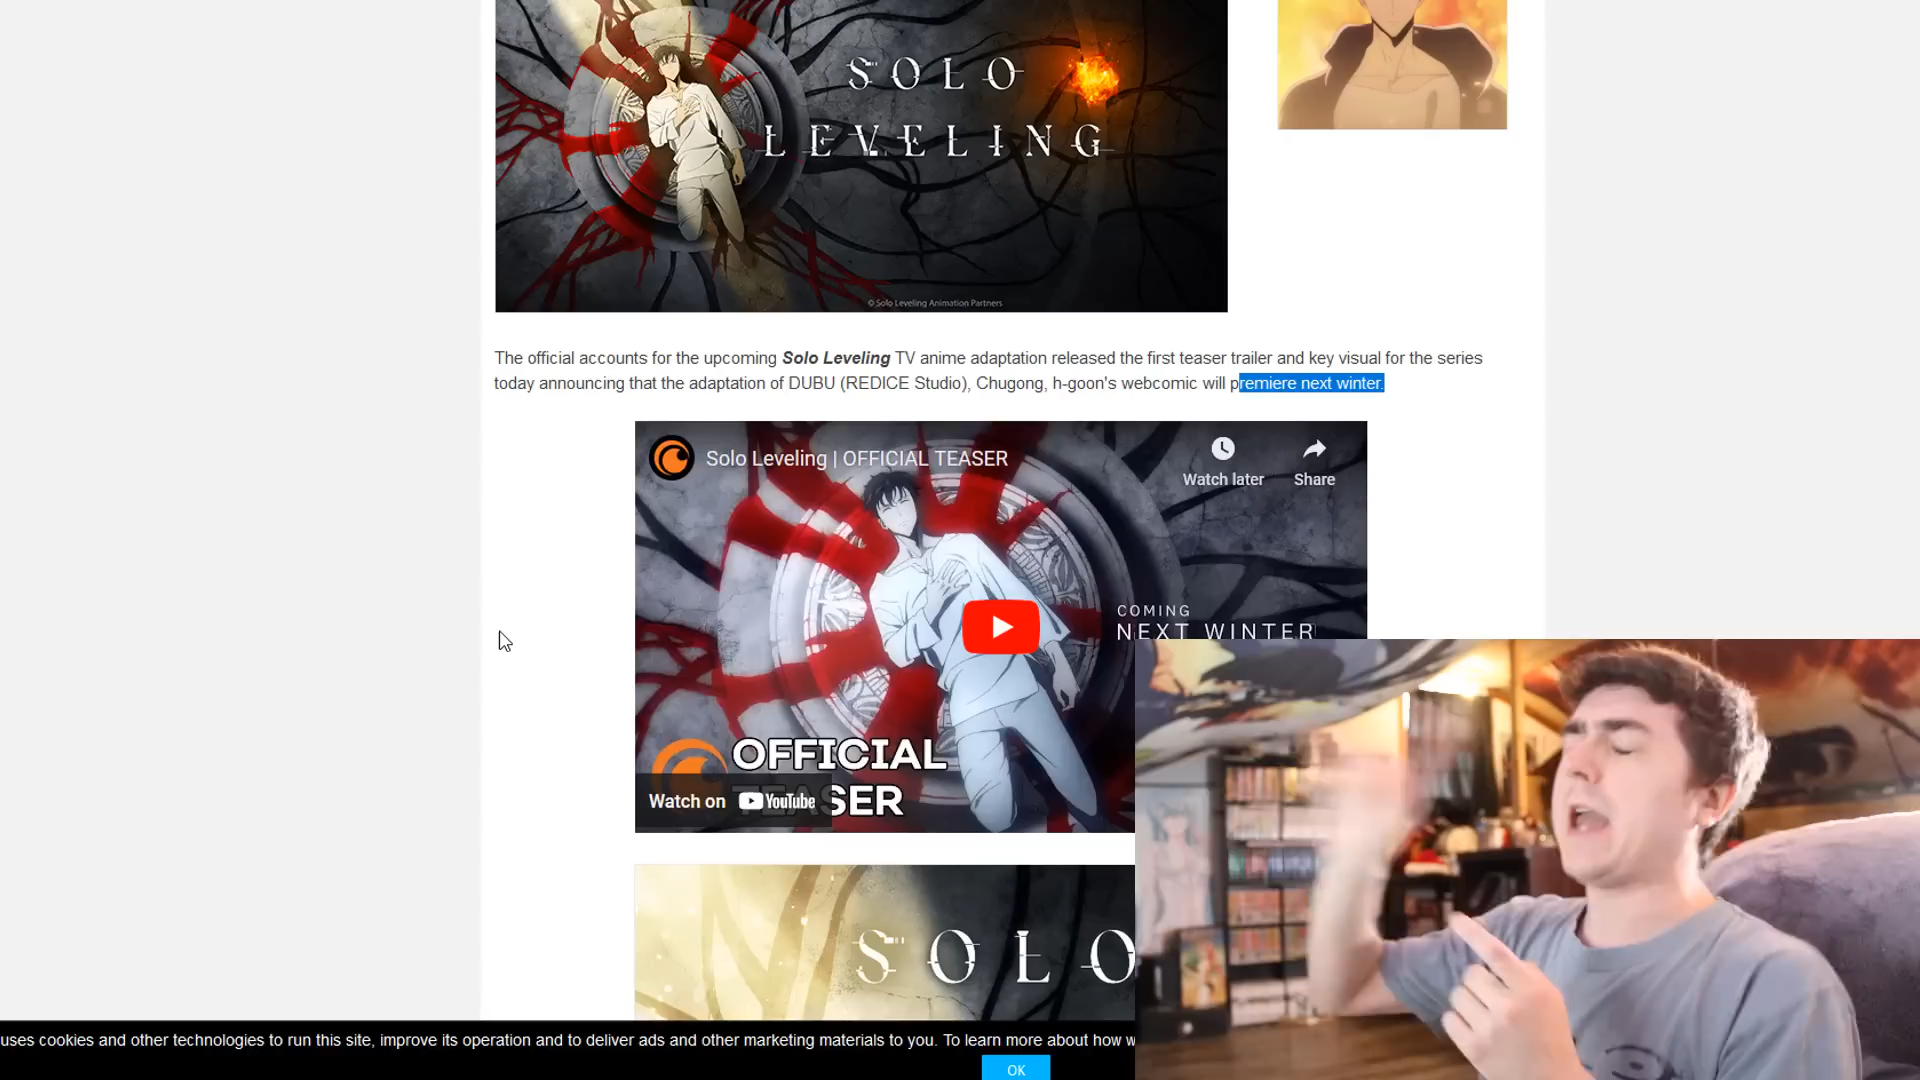 SOLO
LEVELING
© Solo Leveling Animation Partners
The official accounts for the upcoming Solo Leveling TV anime adaptation released the first teaser trailer and key visual for the series
today announcing that the adaptation of DUBU (REDICE Studio), Chugong, h-goon's webcomic will premiere next winter.
Solo Leveling | OFFICIAL TEASER
Watch later
Share
COMING
NEXT WINTER
OFFICIAL
TEASER
Watch on YouTube
SOLO
uses cookies and other technologies to run this site, improve its operation and to deliver ads and other marketing materials to you. To learn more about how w
OK